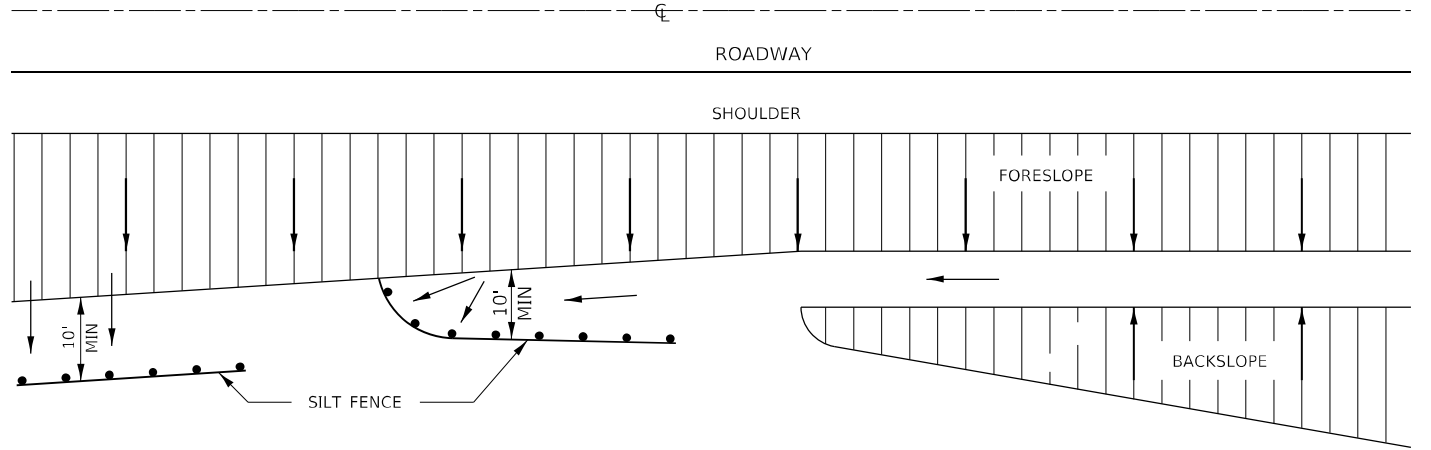 ℄
ROADWAY
SHOULDER
FORESLOPE
10'
MIN
10'
MIN
BACKSLOPE
SILT FENCE